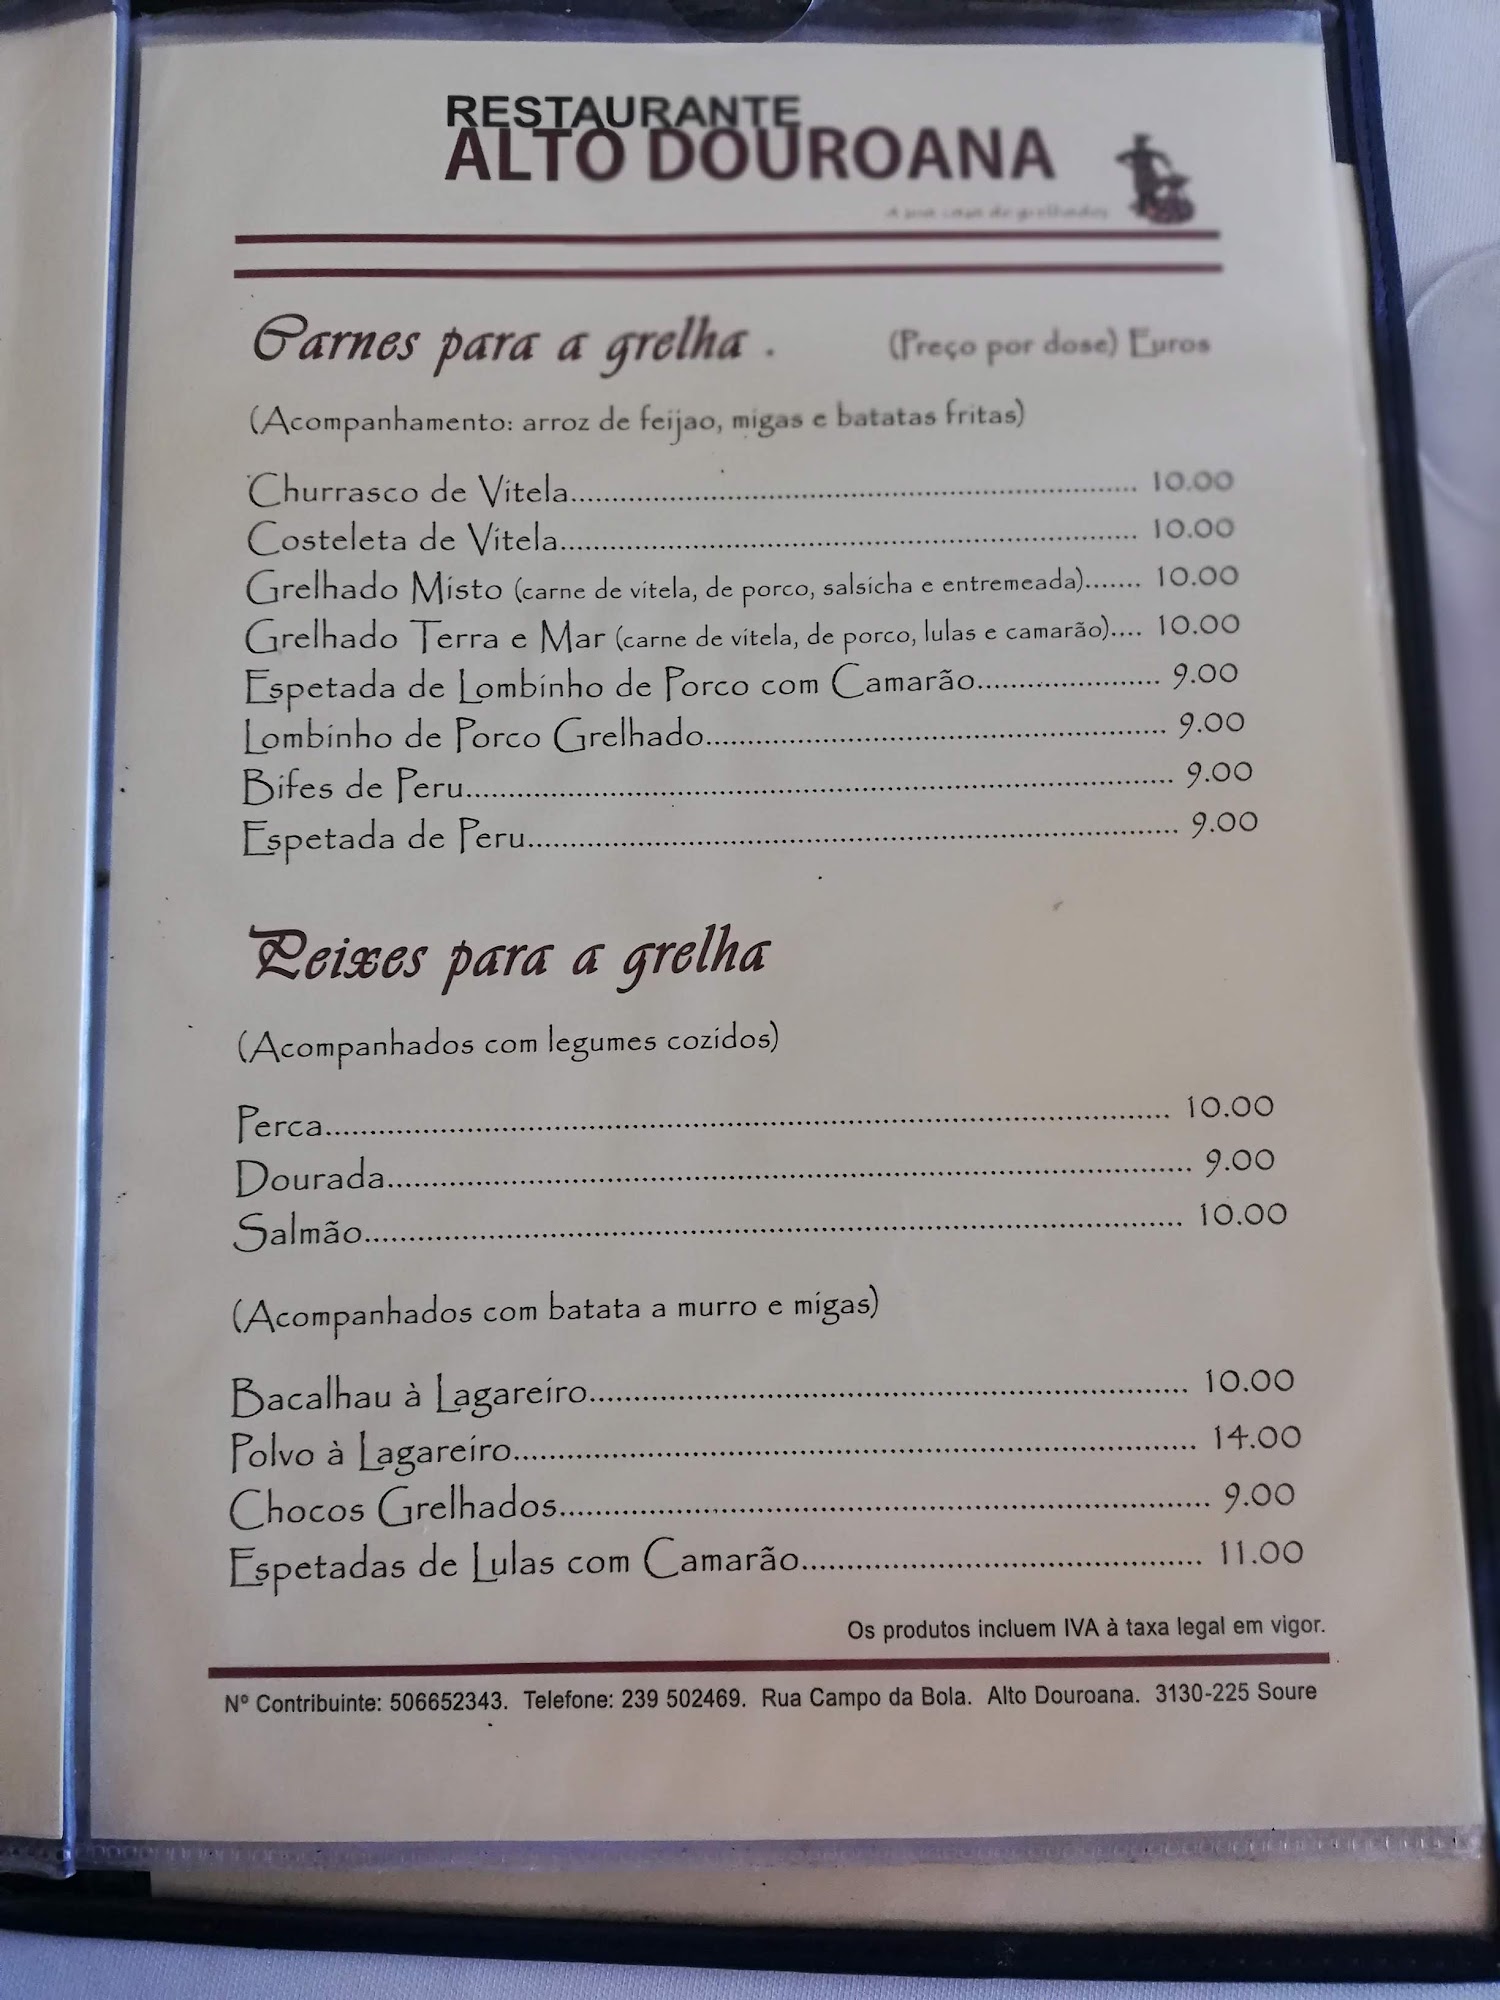 RESTAURANTE
ALTO DOUROANA
A sua casa de grelhados
Carnes para a grelha . (Preço por dose) Euros
(Acompanhamento: arroz de feijao, migas e batatas fritas)
Churrasco de Vitela.......... 10.00
Costeleta de Vitela.......... 10.00
Grelhado Misto (carne de vitela, de porco, salsicha e entremeada)....... 10.00
Grelhado Terra e Mar (carne de vitela, de porco, lulas e camarão).... 10.00
Espetada de Lombinho de Porco com Camarão.......... 9.00
Lombinho de Porco Grelhado.......... 9.00
Bifes de Peru.......... 9.00
Espetada de Peru.......... 9.00
Peixes para a grelha
(Acompanhados com legumes cozidos)
Perca.......... 10.00
Dourada.......... 9.00
Salmão.......... 10.00
(Acompanhados com batata a murro e migas)
Bacalhau à Lagareiro.......... 10.00
Polvo à Lagareiro.......... 14.00
Chocos Grelhados.......... 9.00
Espetadas de Lulas com Camarão.......... 11.00
Os produtos incluem IVA à taxa legal em vigor.
Nº Contribuinte: 506652343. Telefone: 239 502469. Rua Campo da Bola. Alto Douroana. 3130-225 Soure